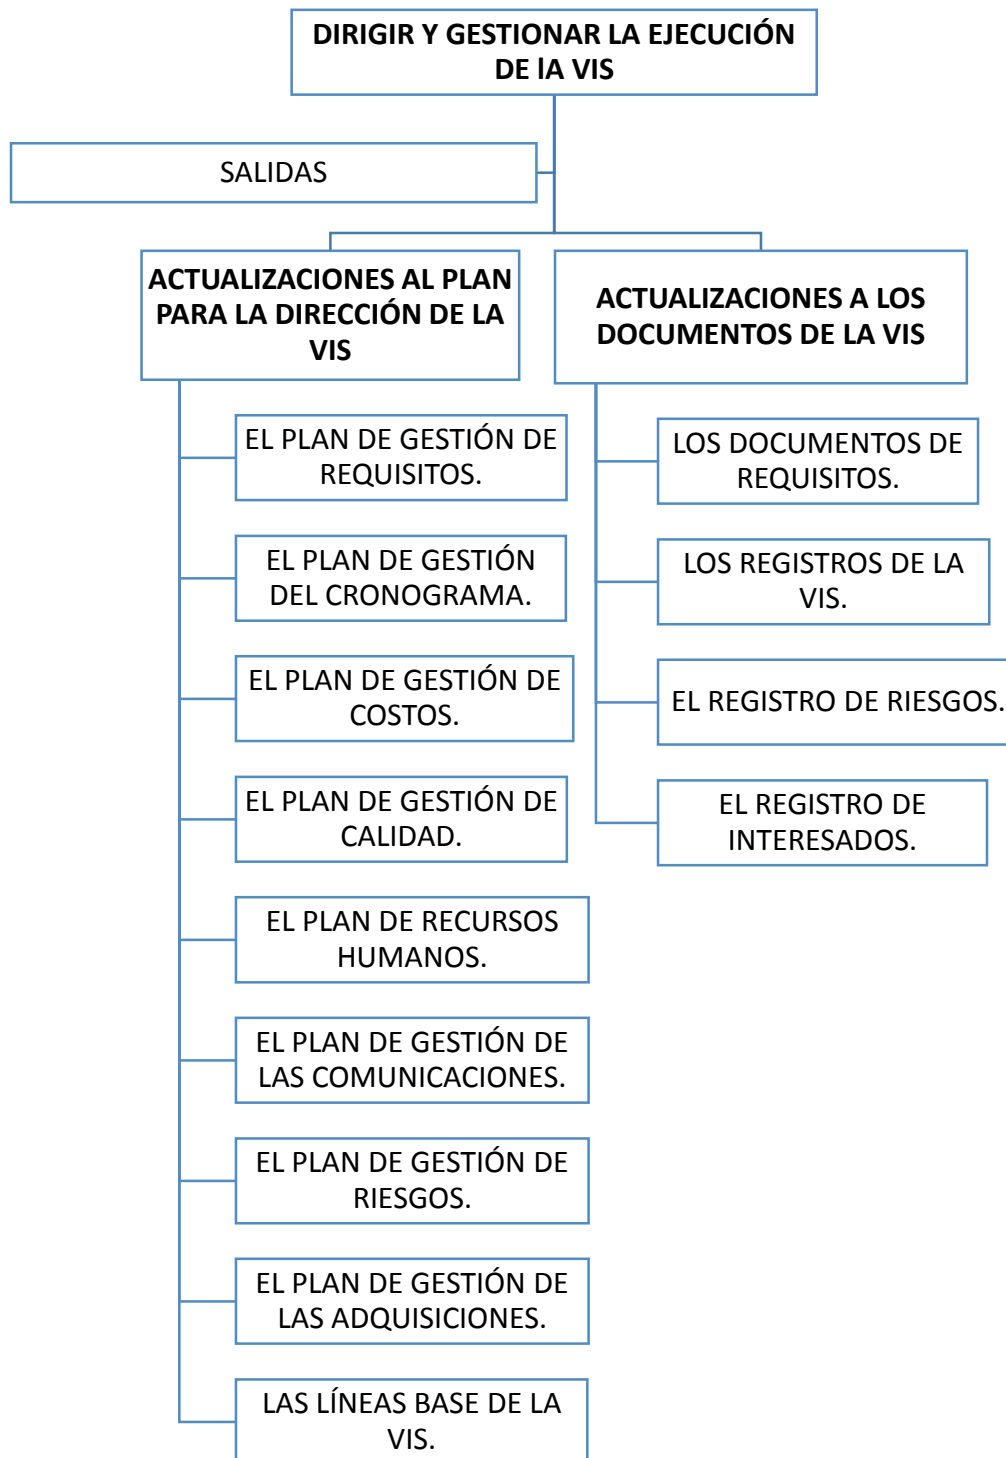 DIRIGIR Y GESTIONAR LA EJECUCIÓN
DE lA VIS
SALIDAS
ACTUALIZACIONES AL PLAN
PARA LA DIRECCIÓN DE LA
VIS
EL PLAN DE GESTIÓN DE
REQUISITOS.
EL PLAN DE GESTIÓN
DEL CRONOGRAMA.
EL PLAN DE GESTIÓN DE
COSTOS.
EL PLAN DE GESTIÓN DE
CALIDAD.
EL PLAN DE RECURSOS
HUMANOS.
EL PLAN DE GESTIÓN DE
LAS COMUNICACIONES.
EL PLAN DE GESTIÓN DE
RIESGOS.
EL PLAN DE GESTIÓN DE
LAS ADQUISICIONES.
LAS LÍNEAS BASE DE LA
VIS.
ACTUALIZACIONES A LOS
DOCUMENTOS DE LA VIS
LOS DOCUMENTOS DE
REQUISITOS.
LOS REGISTROS DE LA
VIS.
EL REGISTRO DE RIESGOS.
EL REGISTRO DE
INTERESADOS.